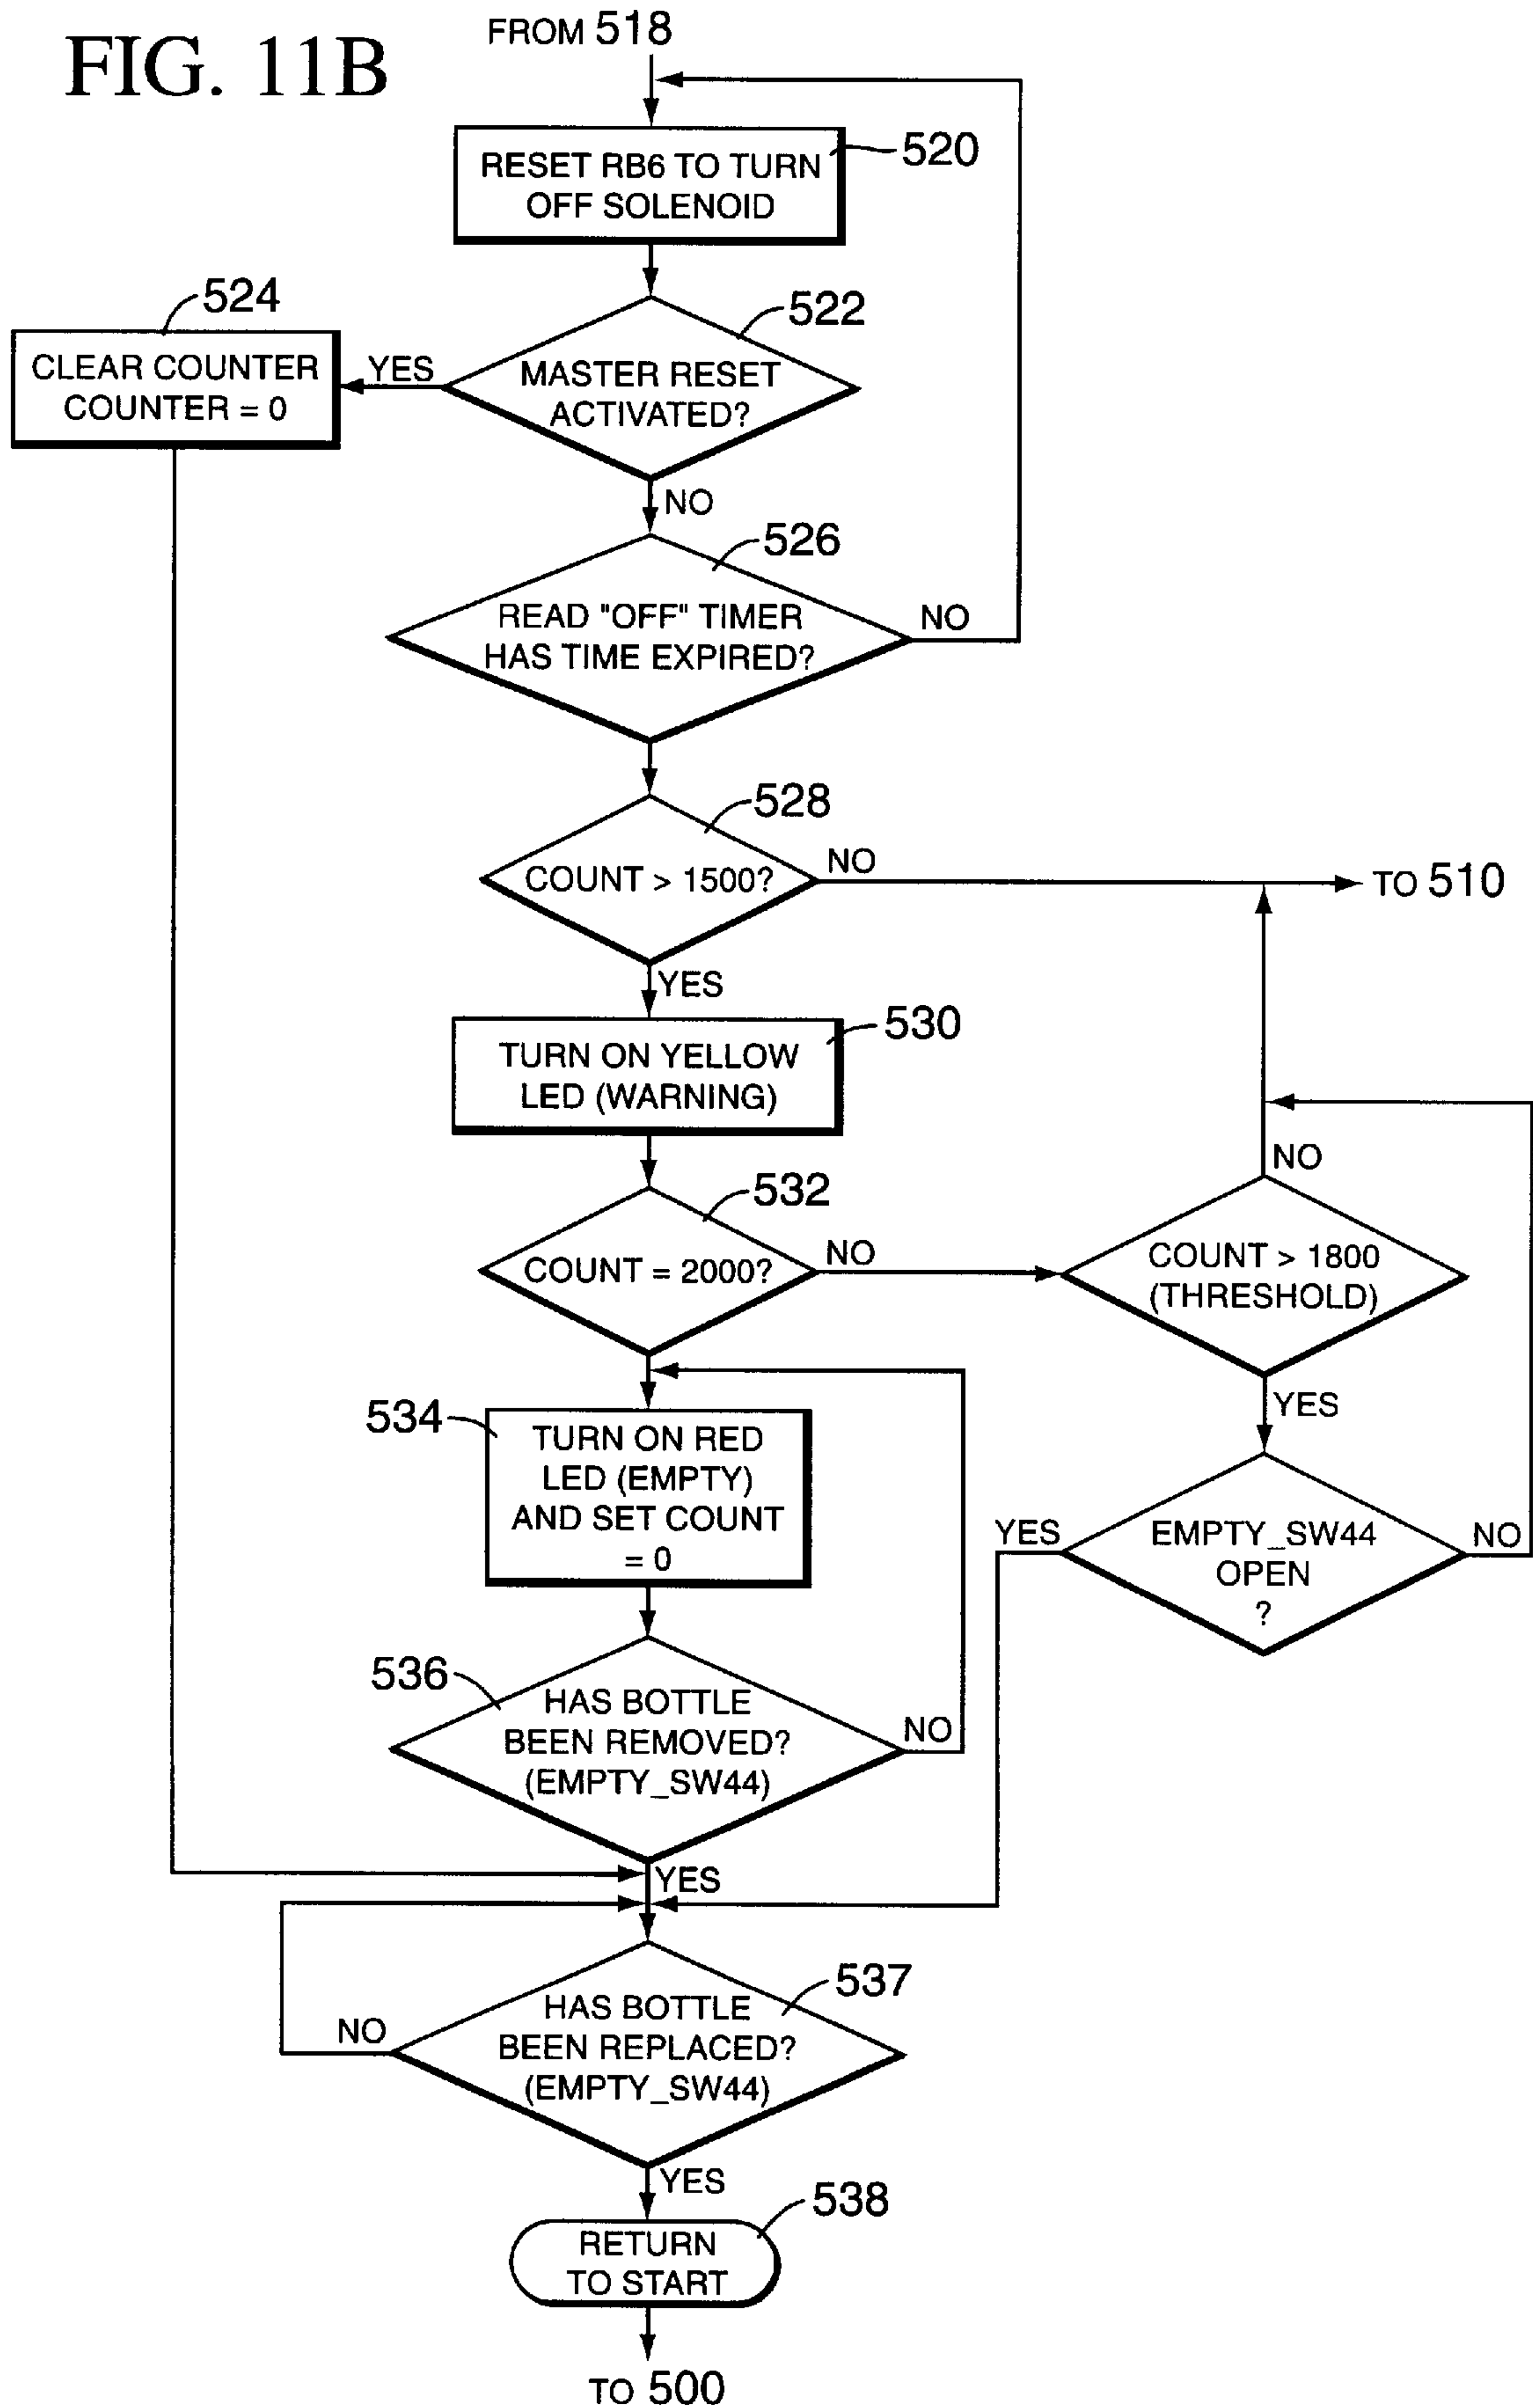 FIG. 11B
FROM 518
RESET RB6 TO TURN
OFF SOLENOID
520
524
CLEAR COUNTER
COUNTER = 0
YES
522
MASTER RESET
ACTIVATED?
NO
526
READ "OFF" TIMER
HAS TIME EXPIRED?
NO
528
COUNT > 1500?
NO
TO 510
YES
530
TURN ON YELLOW
LED (WARNING)
532
COUNT = 2000?
NO
NO
COUNT > 1800
(THRESHOLD)
YES
534
TURN ON RED
LED (EMPTY)
AND SET COUNT
= 0
YES
EMPTY_SW44
OPEN
?
NO
536
HAS BOTTLE
BEEN REMOVED?
(EMPTY_SW44)
NO
YES
537
HAS BOTTLE
BEEN REPLACED?
(EMPTY_SW44)
NO
YES
538
RETURN
TO START
TO 500